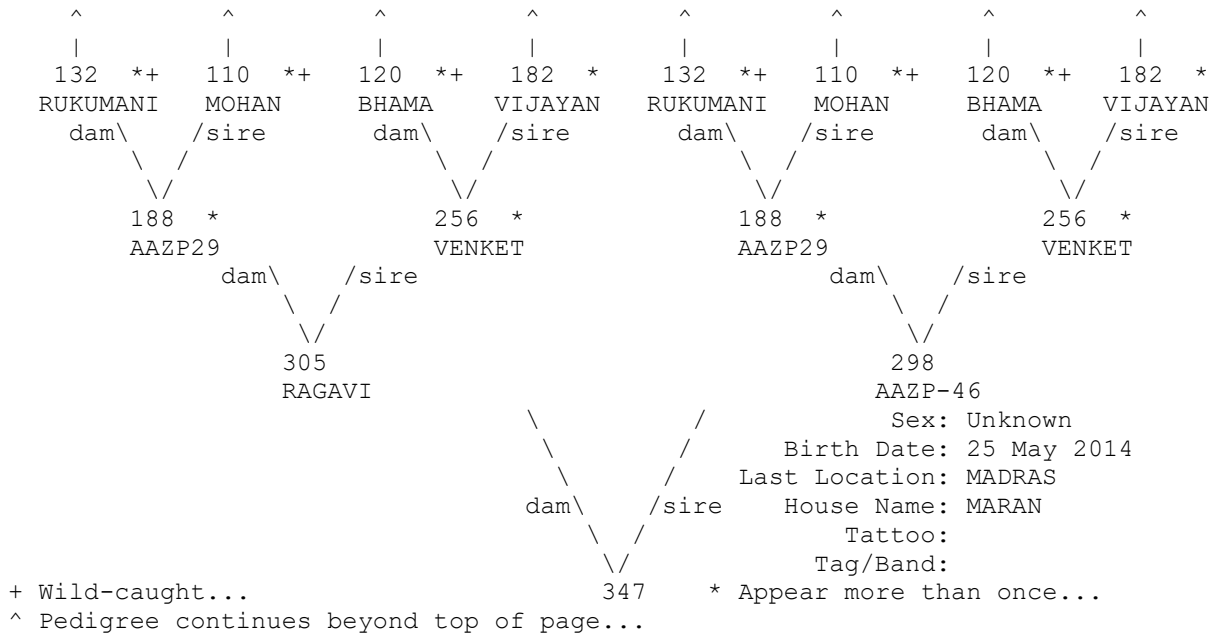 ^ ^ ^ ^ ^ ^ ^ ^
| | | | | | | |
132 *+ 110 *+ 120 *+ 182 * 132 *+ 110 *+ 120 *+ 182 *
RUKUMANI MOHAN BHAMA VIJAYAN RUKUMANI MOHAN BHAMA VIJAYAN
dam\ /sire dam\ /sire dam\ /sire dam\ /sire
\ / \ / \ / \ /
\/ \/ \/ \/
188 * 256 * 188 * 256 *
AAZP29 VENKET AAZP29 VENKET
dam\ /sire dam\ /sire
\ / \ /
\/ \/
305 298
RAGAVI AAZP-46
\ / Sex: Unknown
\ / Birth Date: 25 May 2014
\ / Last Location: MADRAS
dam\ /sire House Name: MARAN
\ / Tattoo:
\/ Tag/Band:
+ Wild-caught... 347 * Appear more than once...
^ Pedigree continues beyond top of page...